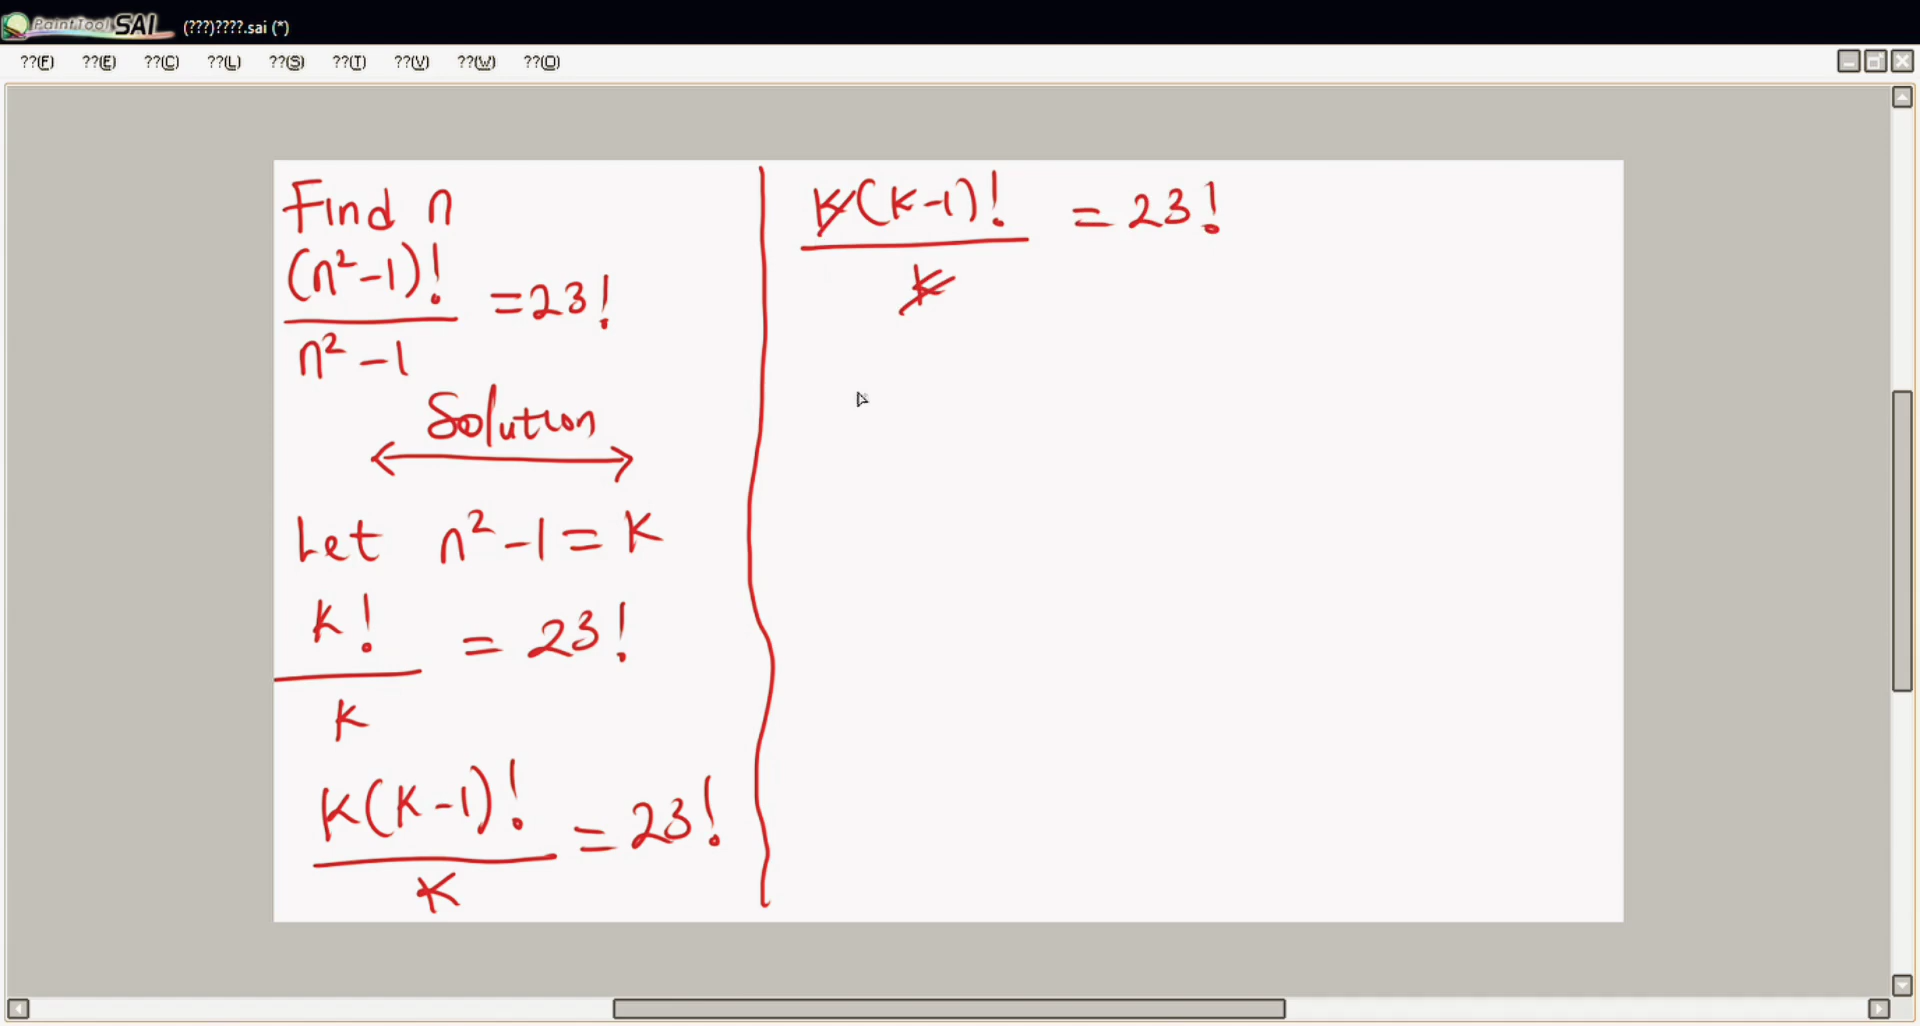 PaintTool SAI (???)????.sai (*)
??(F) ??(E) ??(C) ??(L) ??(S) ??(T) ??(V) ??(W) ??(O)
Find n
(n²-1)!
= 23!
n²-1
Solution
Let n²-1=k
k!
= 23!
k
k(k-1)!
= 23!
k
k(k-1)! = 23!
k